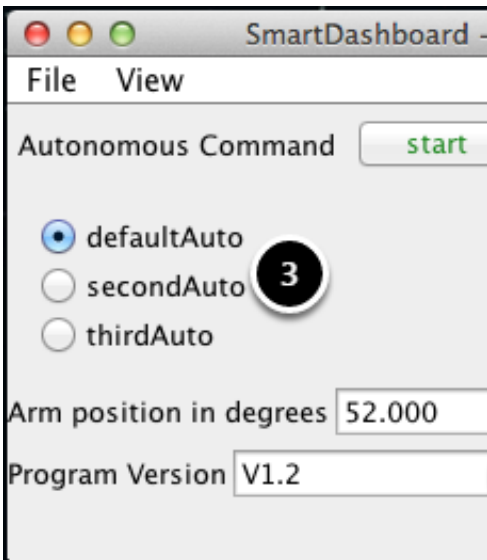 SmartDashboard -
File View
Autonomous Command start
defaultAuto
secondAuto 3
thirdAuto
Arm position in degrees 52.000
Program Version V1.2